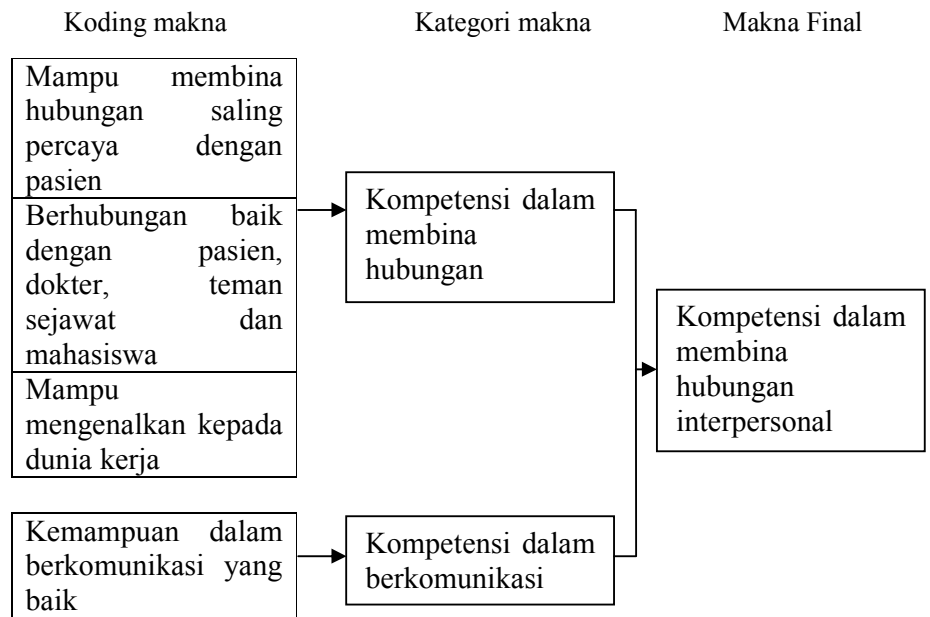 Koding makna
Kategori makna
Makna Final
Mampu membina
hubungan saling
percaya dengan
pasien
Berhubungan baik
dengan pasien,
dokter, teman
sejawat dan
mahasiswa
Mampu
mengenalkan kepada
dunia kerja
Kompetensi dalam
membina
hubungan
Kompetensi dalam
membina
hubungan
interpersonal
Kemampuan dalam
berkomunikasi yang
baik
Kompetensi dalam
berkomunikasi